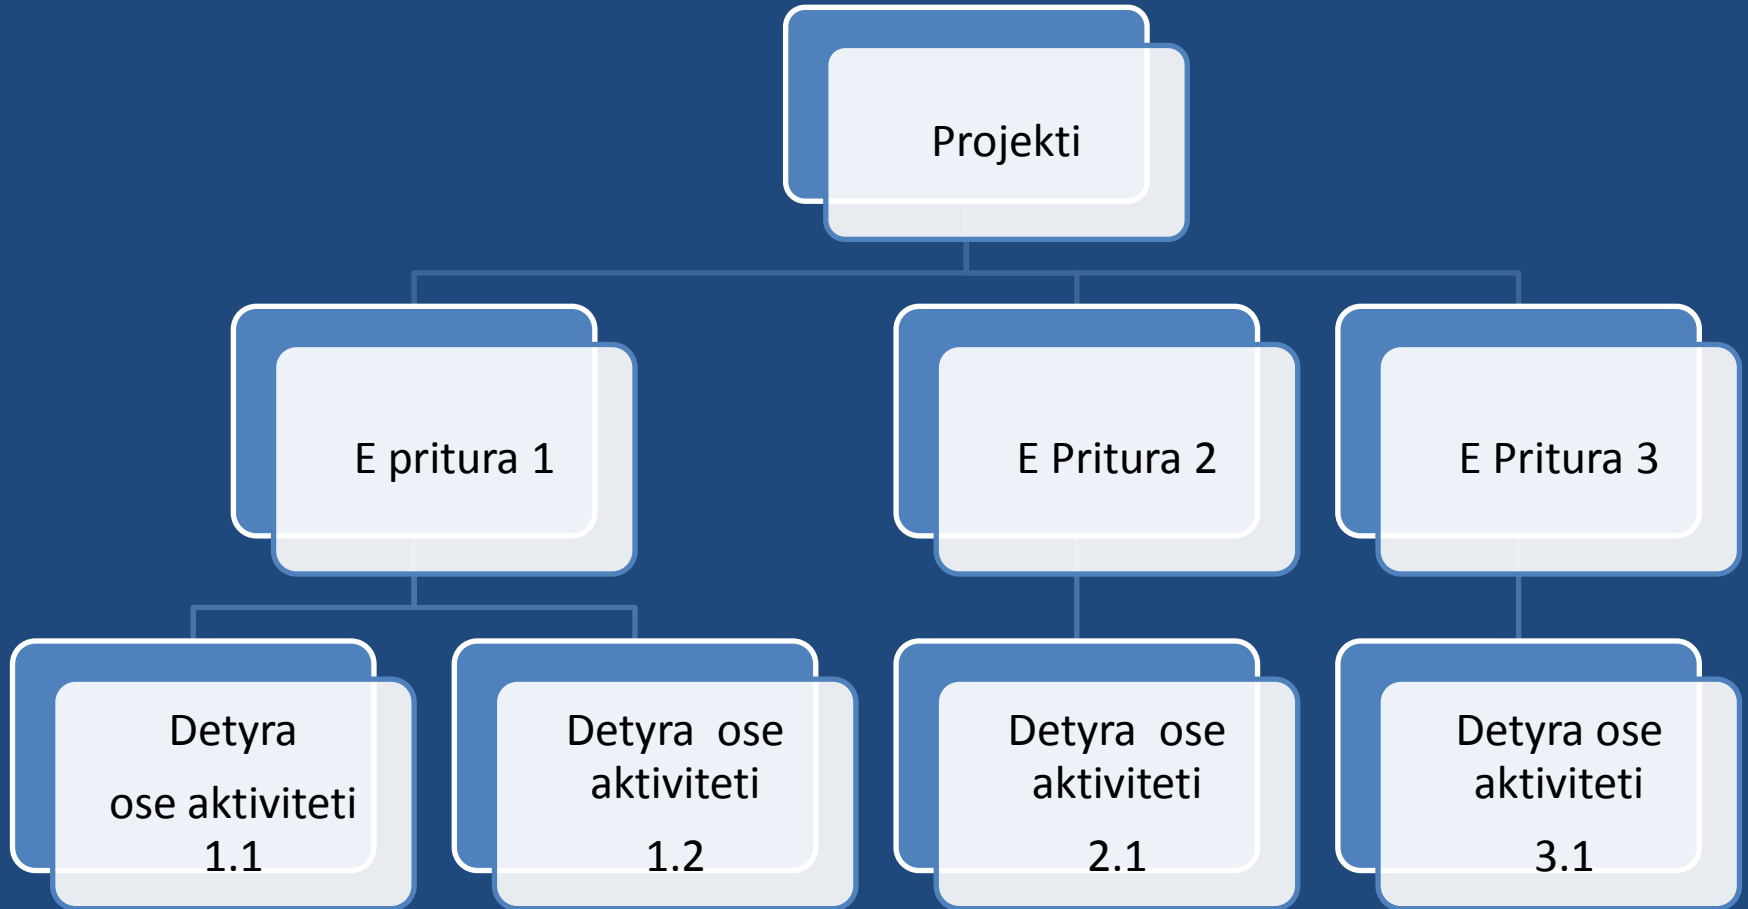 Projekti
E pritura 1
E Pritura 2
E Pritura 3
Detyra
ose aktiviteti
1.1
Detyra ose
aktiviteti
1.2
Detyra ose
aktiviteti
2.1
Detyra ose
aktiviteti
3.1